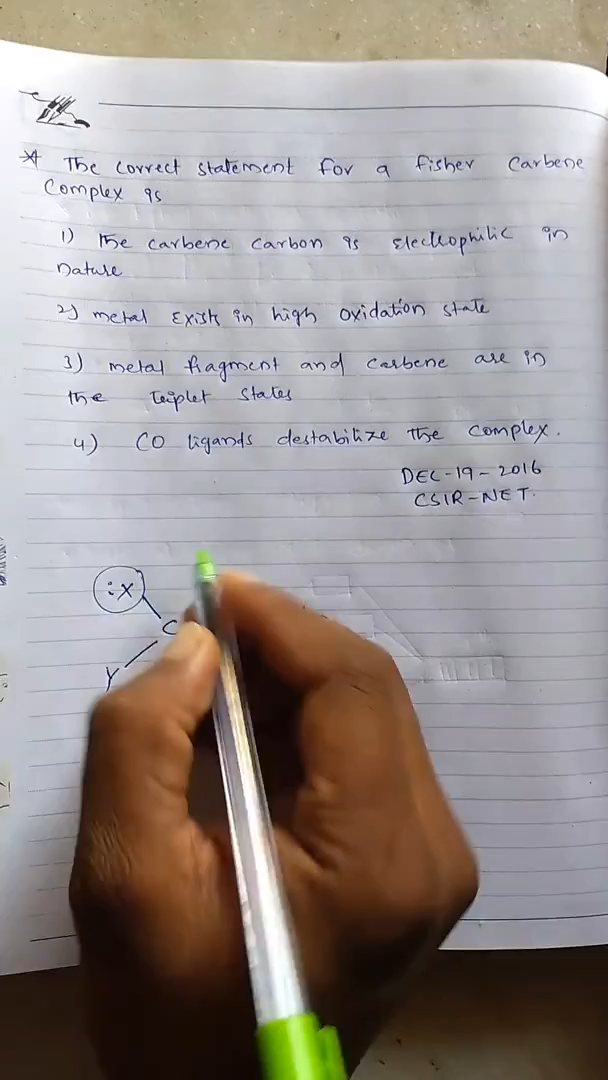 * The correct statement for a fisher carbene
Complex is
1) the carbene carbon is electrophilic in
nature
2) metal exists in high oxidation state
3) metal fragment and carbene are in
the triplet states
4) CO ligands destabilize the complex.
DEC-19-2016
CSIR-NET.
:X
C
Y